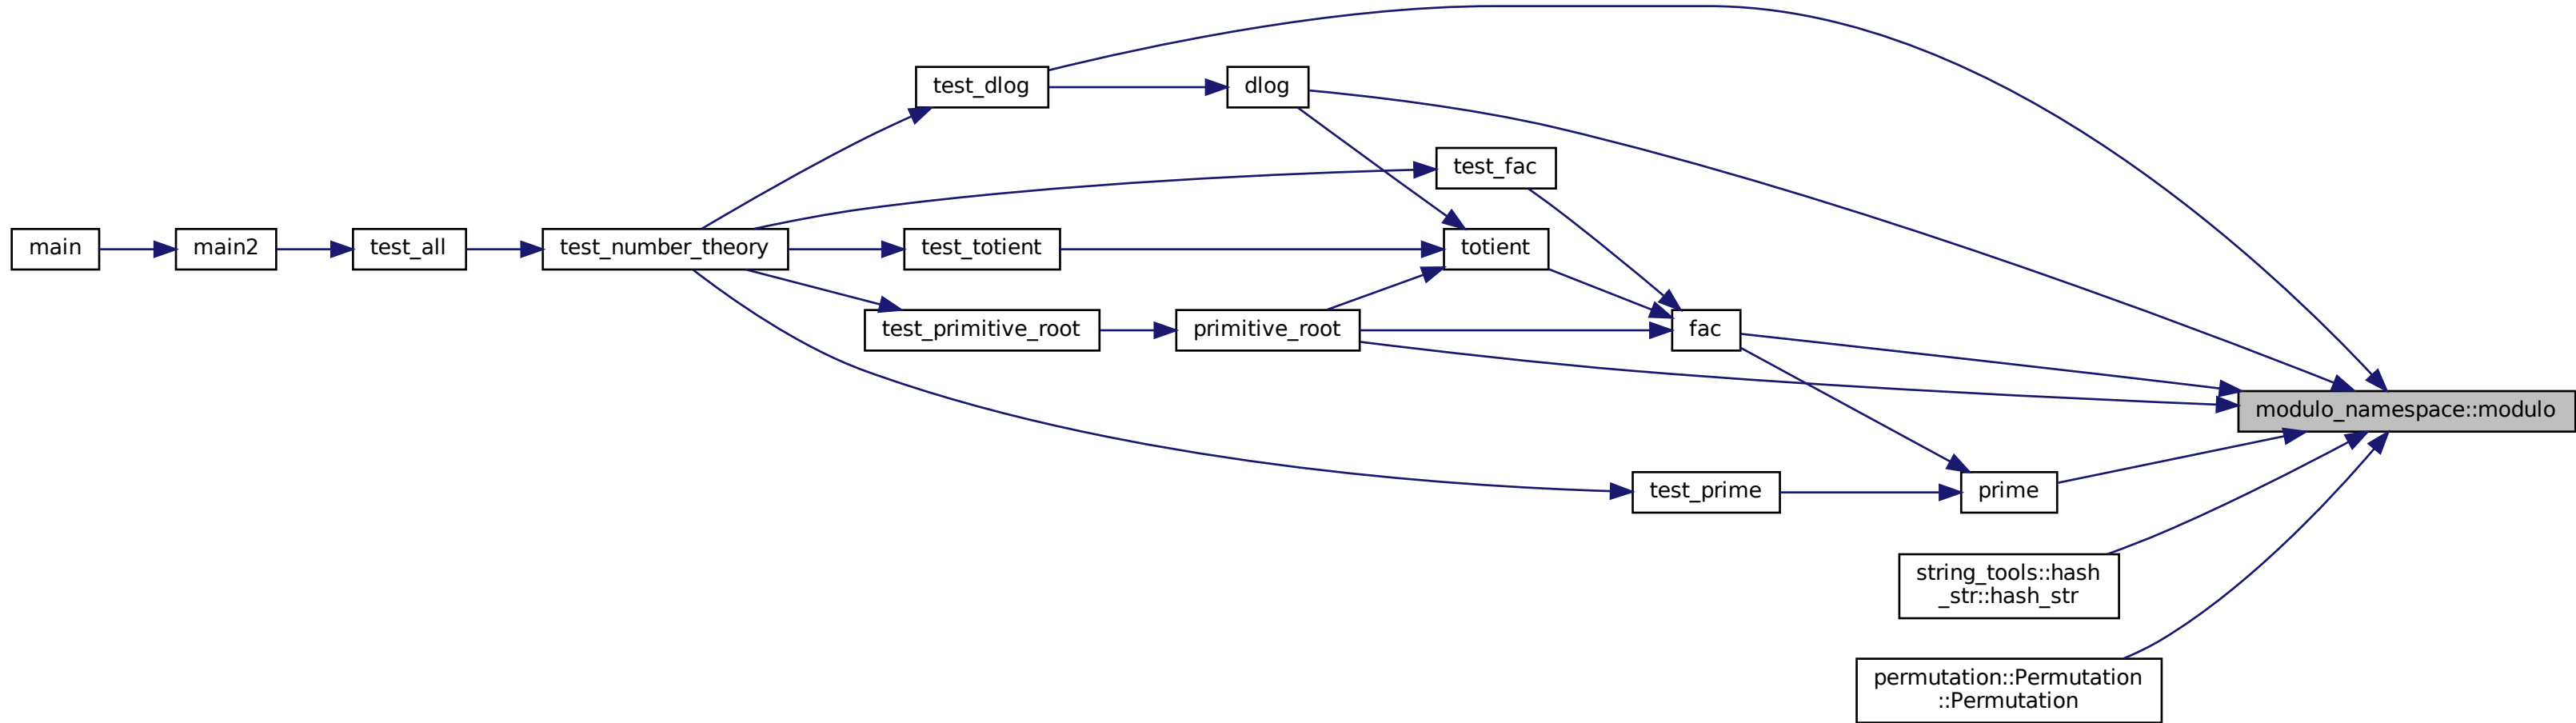 test_dlog
dlog
test_fac
main
main2
test_all
test_number_theory
test_totient
totient
test_primitive_root
primitive_root
fac
modulo_namespace::modulo
test_prime
prime
string_tools::hash
_str::hash_str
permutation::Permutation
::Permutation